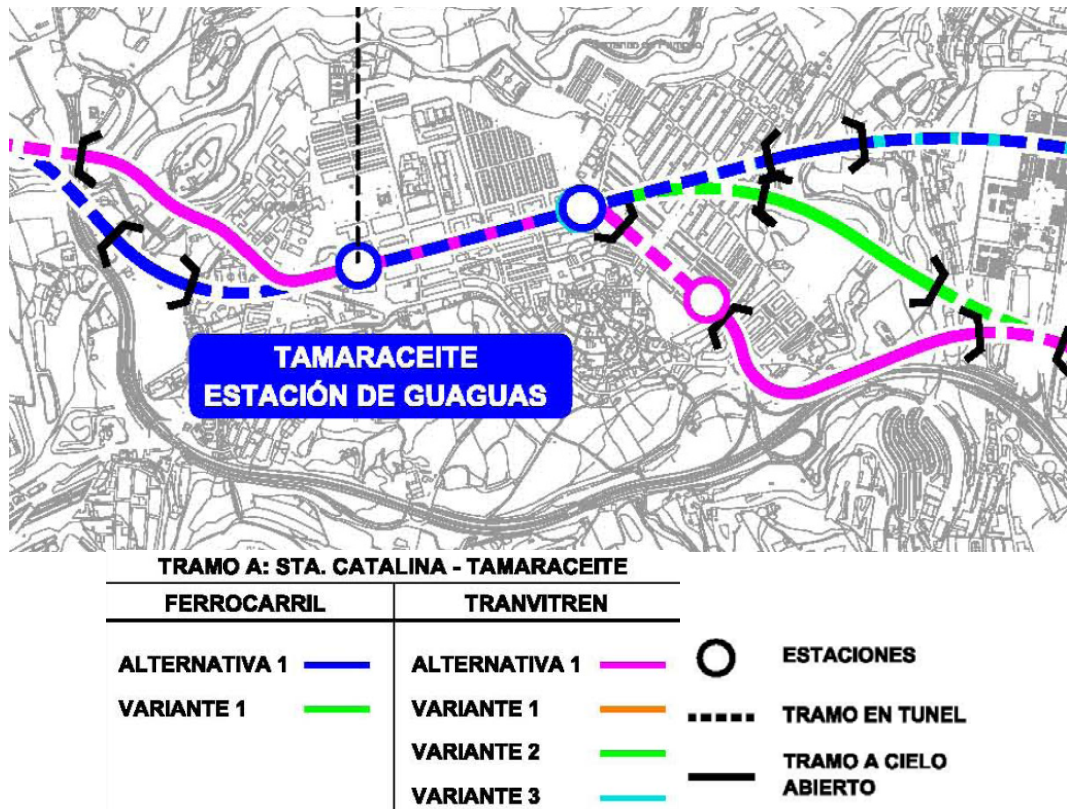 TAMARACEITE
ESTACIÓN DE GUAGUAS
TRAMO A: STA. CATALINA - TAMARACEITE
FERROCARRIL
TRANVITREN
ALTERNATIVA 1
VARIANTE 1
ALTERNATIVA 1
VARIANTE 1
VARIANTE 2
VARIANTE 3
ESTACIONES
TRAMO EN TUNEL
TRAMO A CIELO
ABIERTO